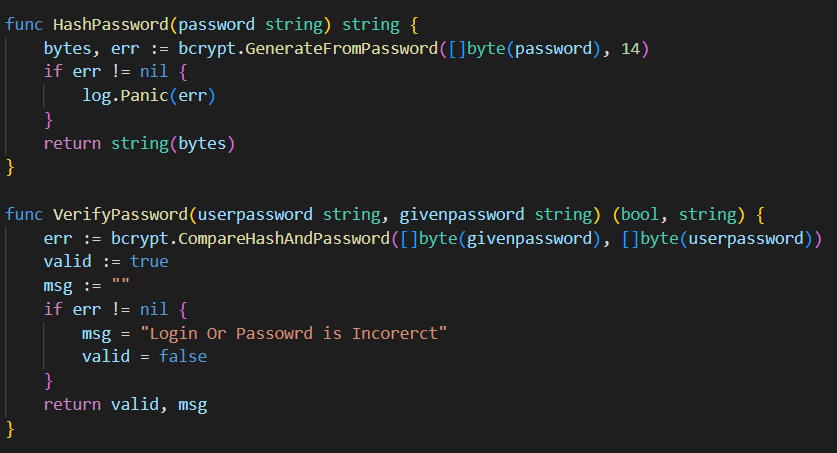 func HashPassword(password string) string {
    bytes, err := bcrypt.GenerateFromPassword([]byte(password), 14)
    if err != nil {
        log.Panic(err)
    }
    return string(bytes)
}

func VerifyPassword(userpassword string, givenpassword string) (bool, string) {
    err := bcrypt.CompareHashAndPassword([]byte(givenpassword), []byte(userpassword))
    valid := true
    msg := ""
    if err != nil {
        msg = "Login Or Passowrd is Incorerct"
        valid = false
    }
    return valid, msg
}